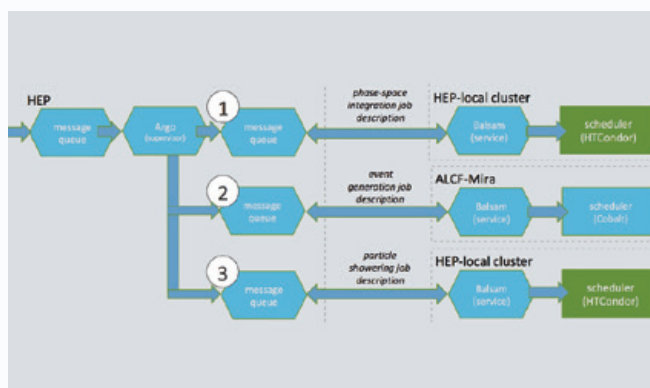 HEP
message
queue
Argo
(supervisor)
1
message
queue
phase-space
integration job
description
HEP-local cluster
Balsam
(service)
scheduler
(HTCondor)
2
message
queue
event
generation job
description
ALCF-Mira
Balsam
(service)
scheduler
(Cobalt)
3
message
queue
particle
showering job
description
HEP-local cluster
Balsam
(service)
scheduler
(HTCondor)